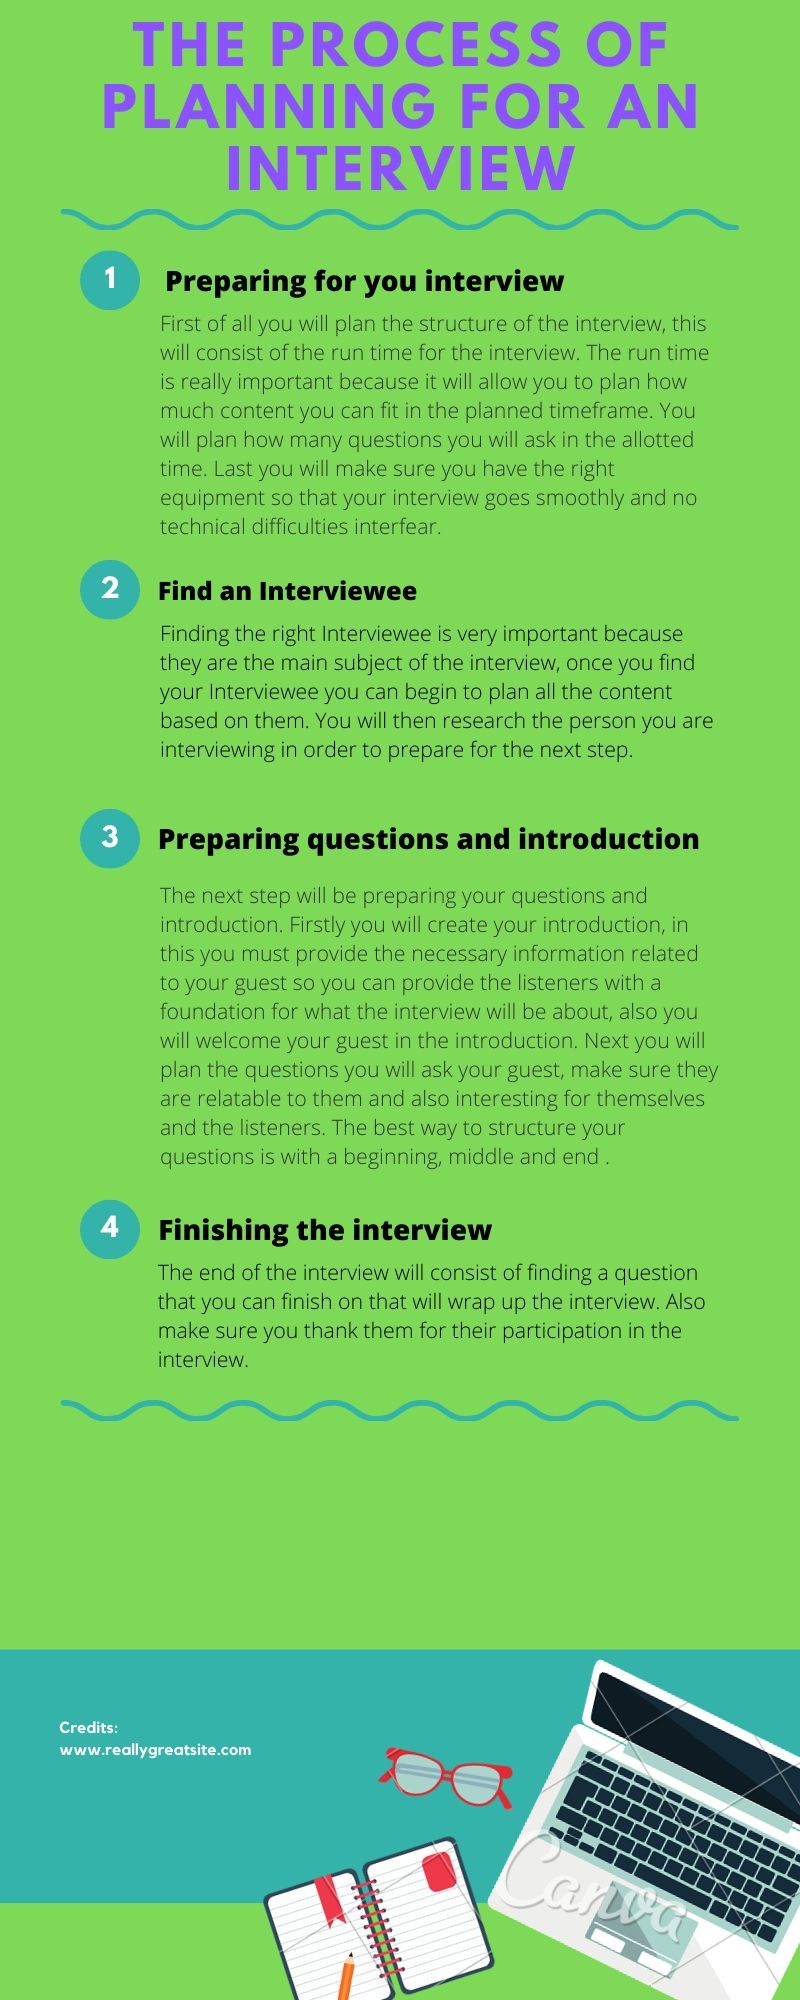 THE PROCESS OF
PLANNING FOR AN
INTERVIEW
1
Preparing for you interview
First of all you will plan the structure of the interview, this
will consist of the run time for the interview. The run time
is really important because it will allow you to plan how
much content you can fit in the planned timeframe. You
will plan how many questions you will ask in the allotted
time. Last you will make sure you have the right
equipment so that your interview goes smoothly and no
technical difficulties interfear.
2
Find an Interviewee
Finding the right Interviewee is very important because
they are the main subject of the interview, once you find
your Interviewee you can begin to plan all the content
based on them. You will then research the person you are
interviewing in order to prepare for the next step.
3
Preparing questions and introduction
The next step will be preparing your questions and
introduction. Firstly you will create your introduction, in
this you must provide the necessary information related
to your guest so you can provide the listeners with a
foundation for what the interview will be about, also you
will welcome your guest in the introduction. Next you will
plan the questions you will ask your guest, make sure they
are relatable to them and also interesting for themselves
and the listeners. The best way to structure your
questions is with a beginning, middle and end .
4
Finishing the interview
The end of the interview will consist of finding a question
that you can finish on that will wrap up the interview. Also
make sure you thank them for their participation in the
interview.
Credits:
www.reallygreatsite.com
Canva